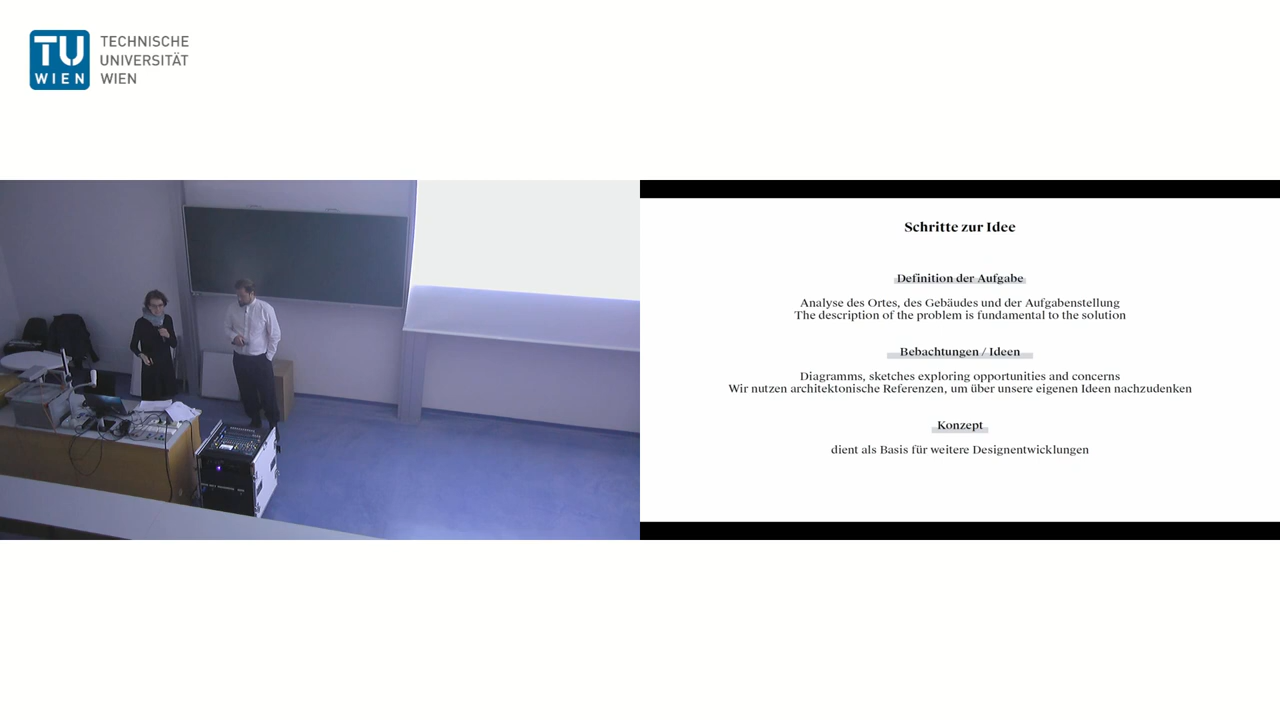 TU
WIEN
TECHNISCHE
UNIVERSITÄT
WIEN
Schritte zur Idee
Definition der Aufgabe
Analyse des Ortes, des Gebäudes und der Aufgabenstellung
The description of the problem is fundamental to the solution
Bebachtungen / Ideen
Diagramms, sketches exploring opportunities and concerns
Wir nutzen architektonische Referenzen, um über unsere eigenen Ideen nachzudenken
Konzept
dient als Basis für weitere Designentwicklungen